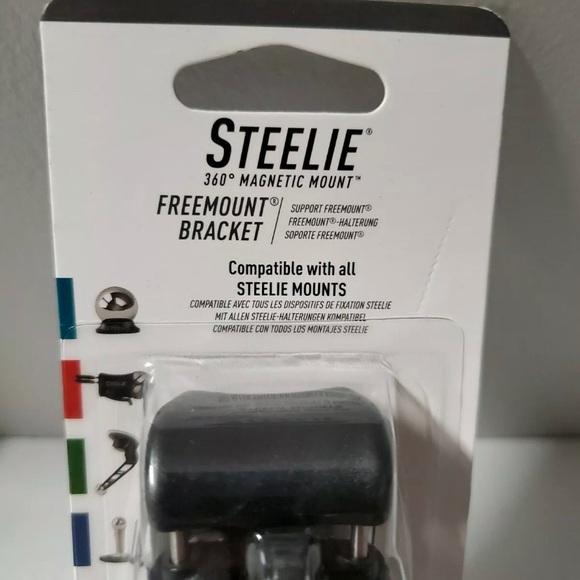 STEELIE®
360° MAGNETIC MOUNT™
FREEMOUNT® BRACKET
SUPPORT FREEMOUNT®
FREEMOUNT®-HALTERUNG
SOPORTE FREEMOUNT®
Compatible with all
STEELIE MOUNTS
COMPATIBLE AVEC TOUS LES DISPOSITIFS DE FIXATION STEELIE
MIT ALLEN STEELIE-HALTERUNGEN KOMPATIBEL
COMPATIBLE CON TODOS LOS MONTAJES STEELIE